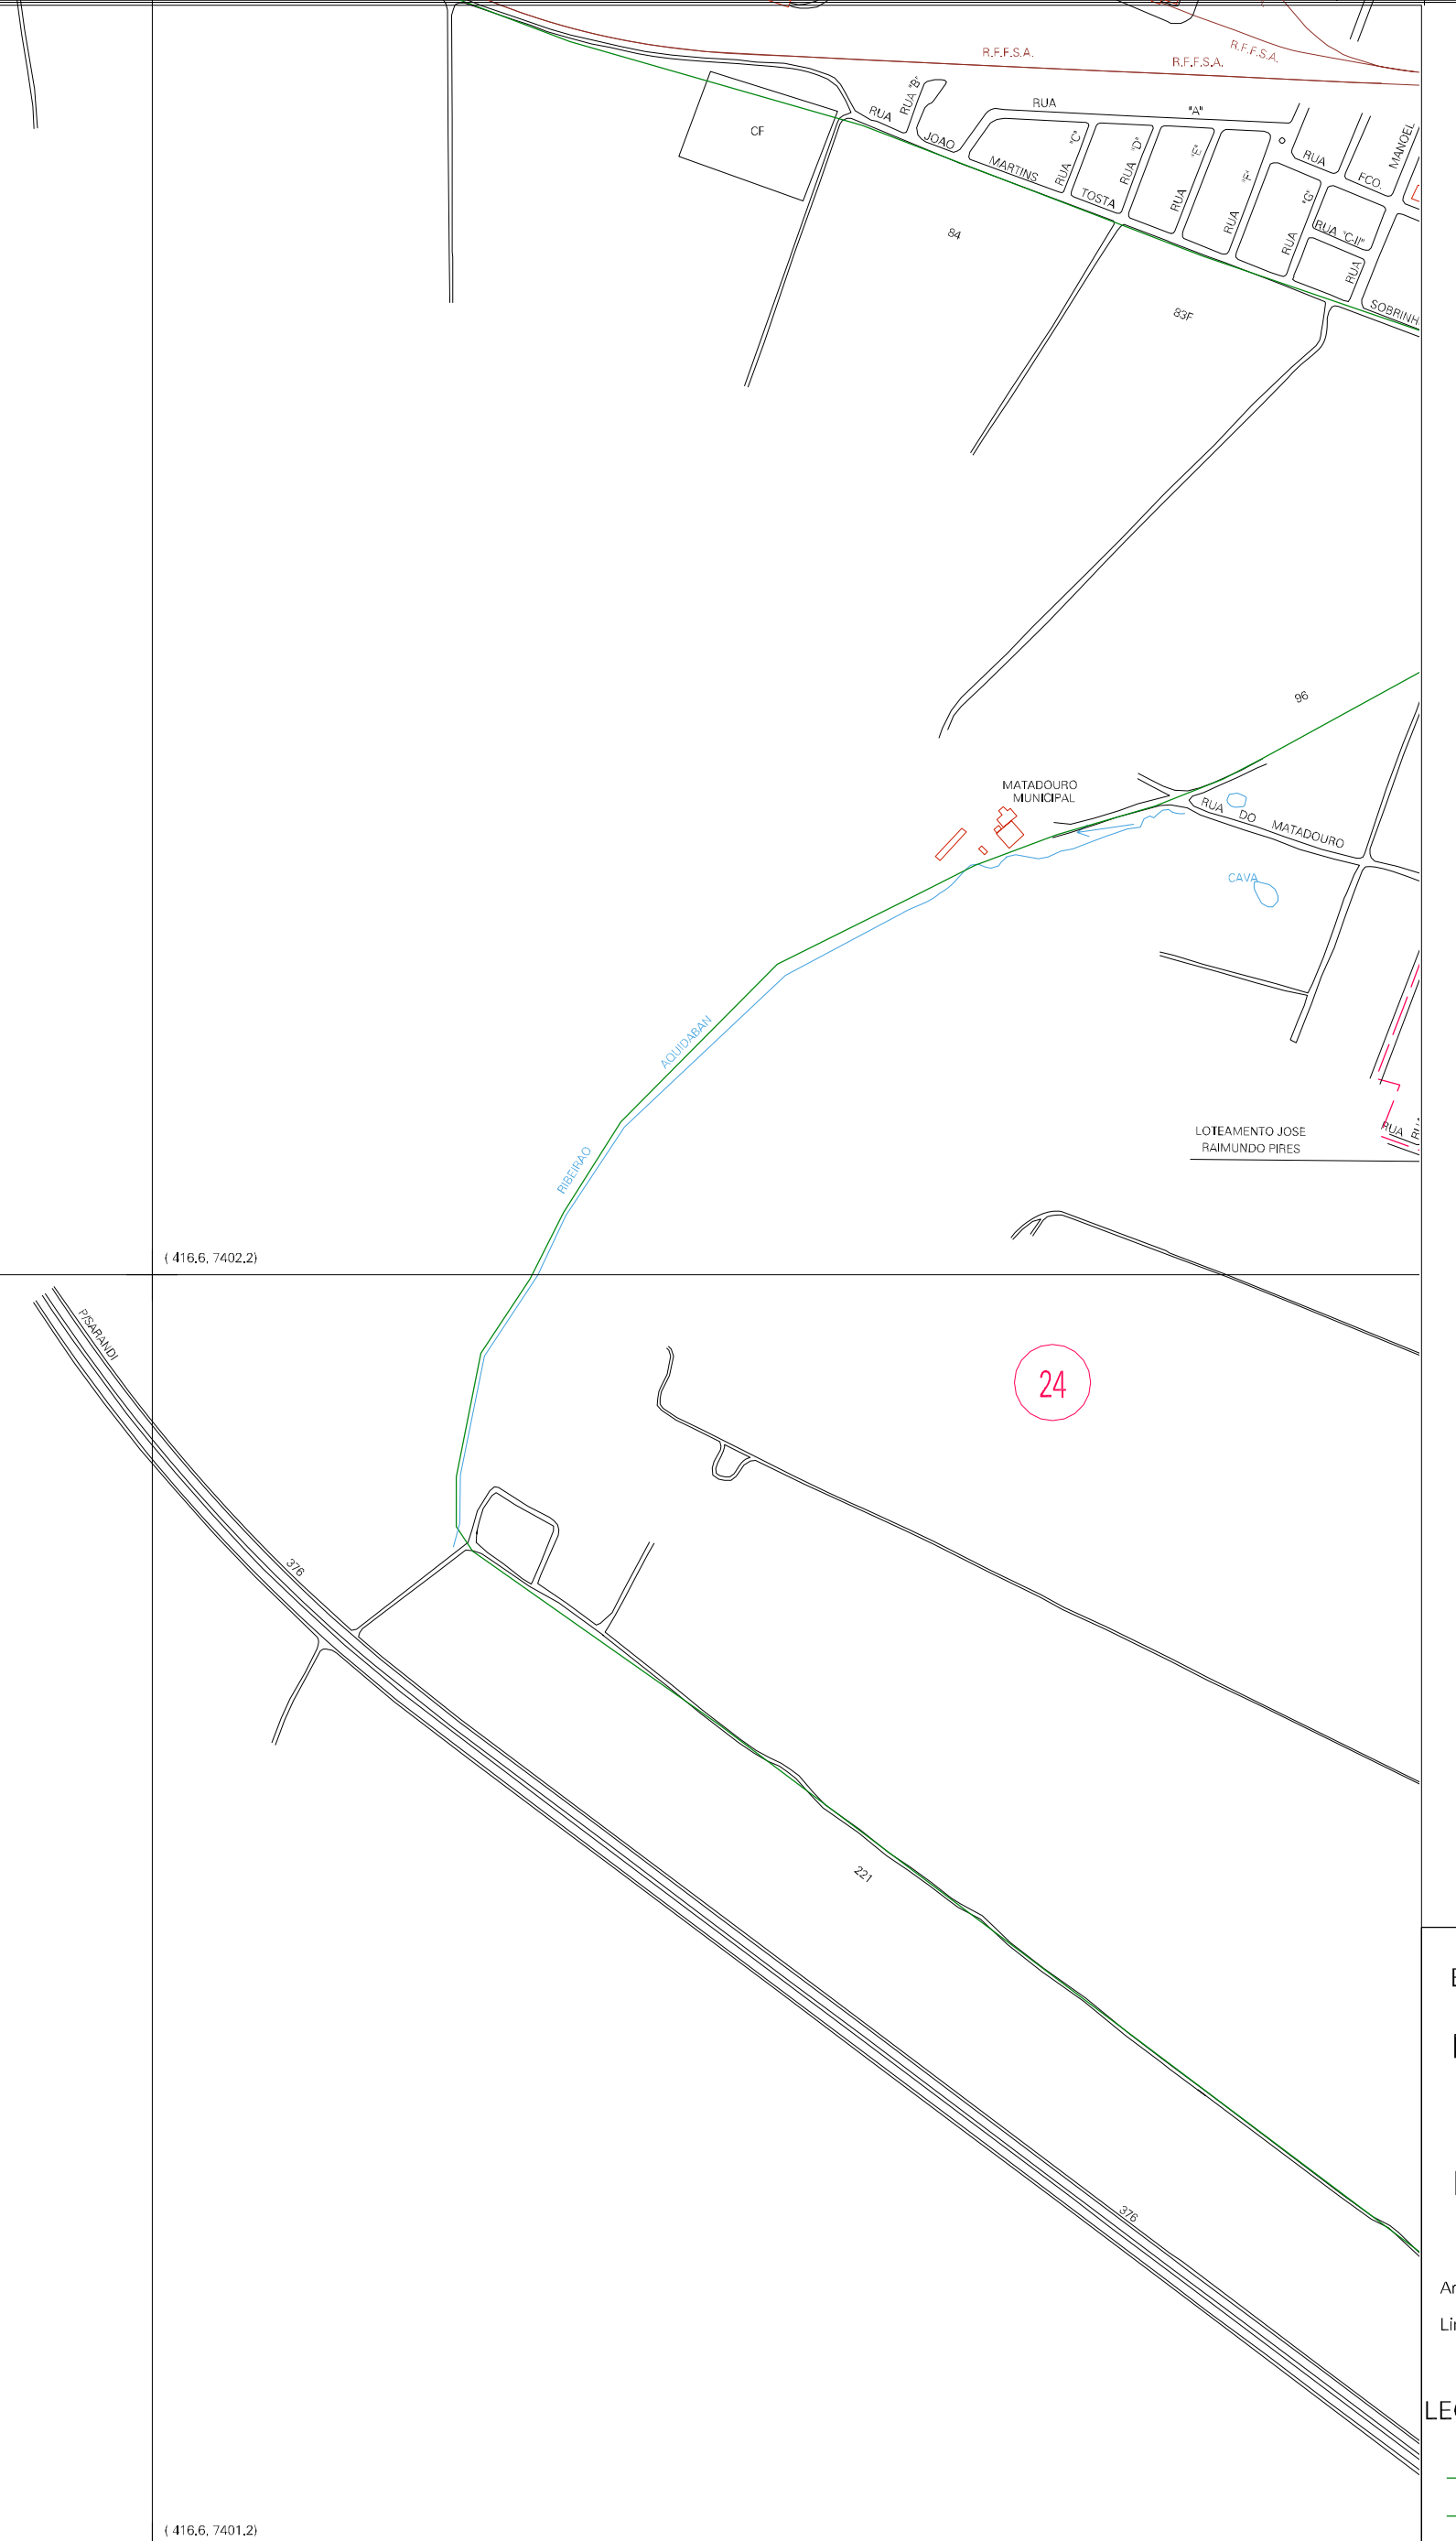 R.F.F.S.A.
R.F.F.S.A.
R.F.F.S.A.
RUA "B"
RUA "A"
CF
RUA JOAO MARTINS TOSTA
RUA "C"
RUA "D"
RUA "E"
RUA "F"
RUA "G"
RUA FCO.
MANOEL
RUA "C-II"
RUA
SOBRINH
84
83F
96
MATADOURO
MUNICIPAL
RUA DO MATADOURO
CAVA
RIBEIRAO AQUIDABAN
LOTEAMENTO JOSE
RAIMUNDO PIRES
RUA
( 416.6, 7402.2)
P/SARANDI
24
376
221
376
LEG
( 416.6, 7401.2)